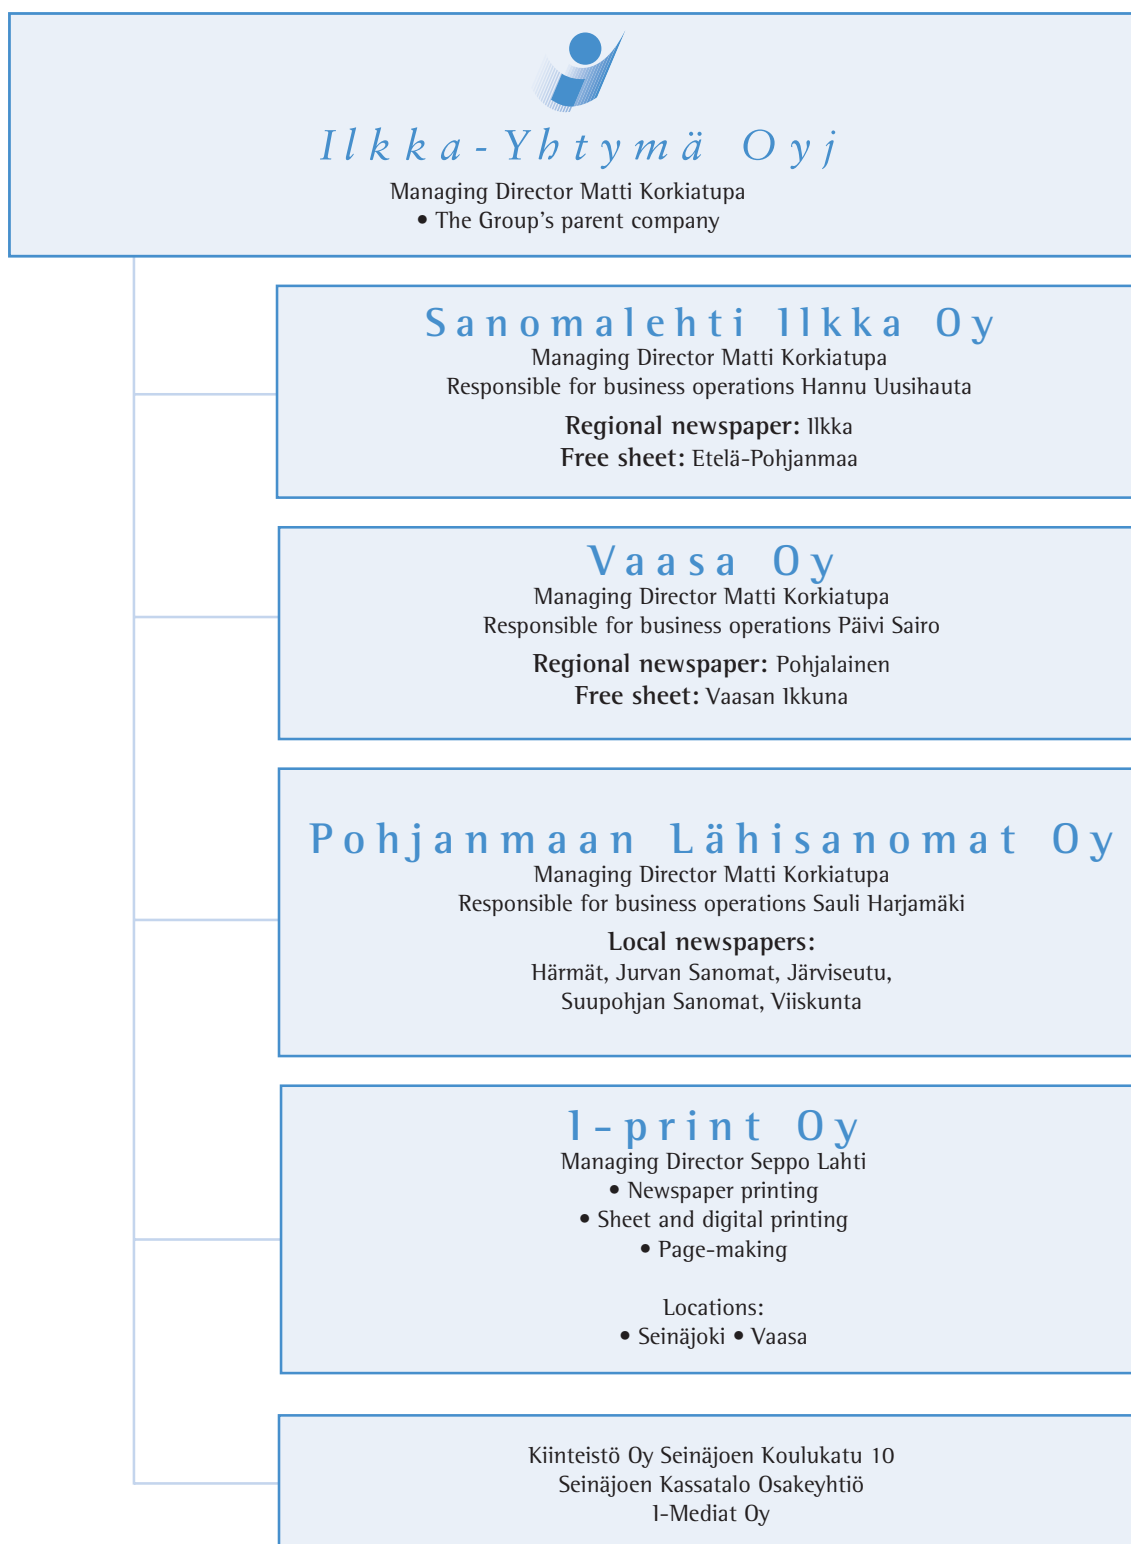 Ilkka-Yhtymä Oyj
Managing Director Matti Korkiatupa
• The Group's parent company
Sanomalehti Ilkka Oy
Managing Director Matti Korkiatupa
Responsible for business operations Hannu Uusihauta
Regional newspaper: Ilkka
Free sheet: Etelä-Pohjanmaa
Vaasa Oy
Managing Director Matti Korkiatupa
Responsible for business operations Päivi Sairo
Regional newspaper: Pohjalainen
Free sheet: Vaasan Ikkuna
Pohjanmaan Lähisanomat Oy
Managing Director Matti Korkiatupa
Responsible for business operations Sauli Harjamäki
Local newspapers:
Härmät, Jurvan Sanomat, Järviseutu,
Suupohjan Sanomat, Viiskunta
I-print Oy
Managing Director Seppo Lahti
• Newspaper printing
• Sheet and digital printing
• Page-making
Locations:
• Seinäjoki • Vaasa
Kiinteistö Oy Seinäjoen Koulukatu 10
Seinäjoen Kassatalo Osakeyhtiö
I-Mediat Oy